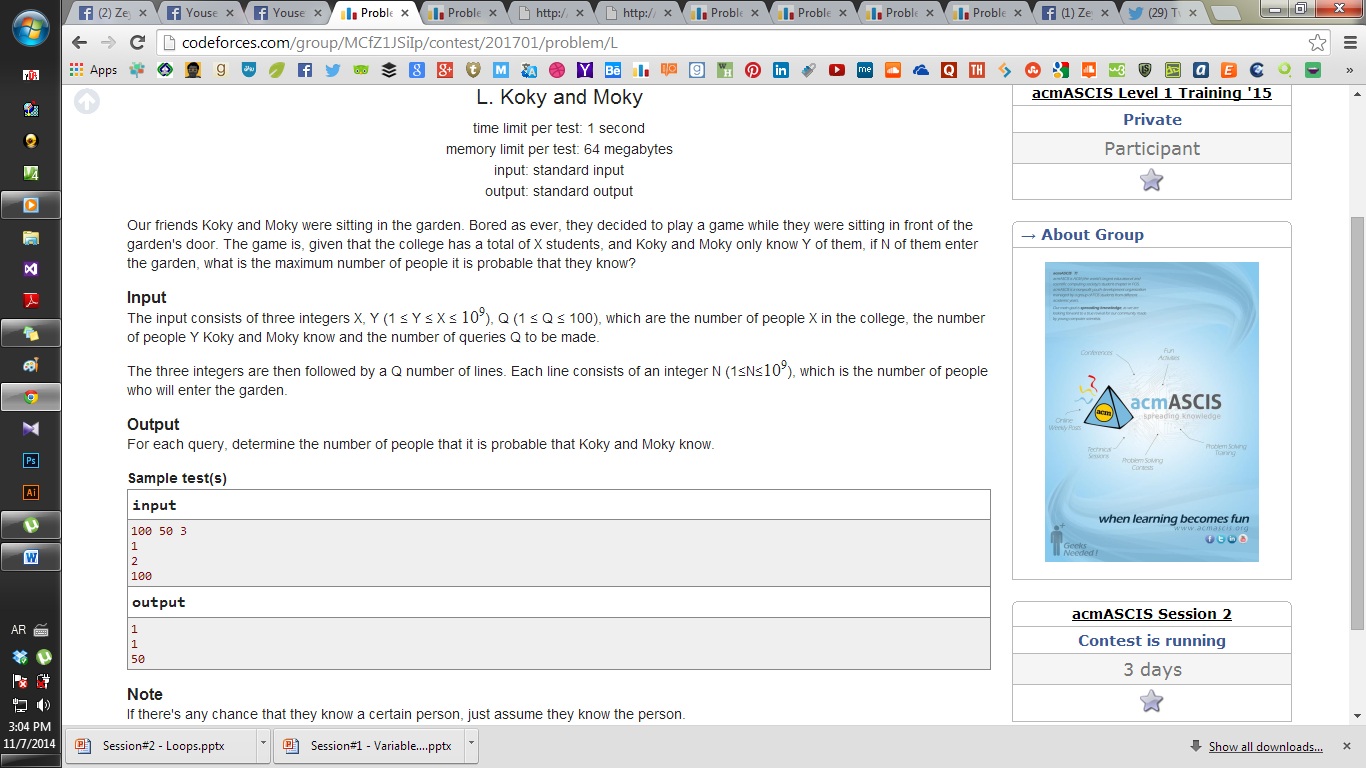 (2) Ze
Youse
Youse
Proble
Proble
http:/
http:/
Proble
Proble
Proble
Proble
(1) Ze
(29) Tw
codeforces.com/group/MCfZ1JSiIp/contest/201701/problem/L
Apps
L. Koky and Moky
time limit per test: 1 second
memory limit per test: 64 megabytes
input: standard input
output: standard output
Our friends Koky and Moky were sitting in the garden. Bored as ever, they decided to play a game while they were sitting in front of the
garden's door. The game is, given that the college has a total of X students, and Koky and Moky only know Y of them, if N of them enter
the garden, what is the maximum number of people it is probable that they know?
Input
The input consists of three integers X, Y (1 ≤ Y ≤ X ≤ 10⁹), Q (1 ≤ Q ≤ 100), which are the number of people X in the college, the number
of people Y Koky and Moky know and the number of queries Q to be made.
The three integers are then followed by a Q number of lines. Each line consists of an integer N (1≤N≤10⁹), which is the number of people
who will enter the garden.
Output
For each query, determine the number of people that it is probable that Koky and Moky know.
Sample test(s)
input
100 50 3
1
2
100
output
1
1
50
Note
If there's any chance that they know a certain person, just assume they know the person.
acmASCIS Level 1 Training '15
Private
Participant
→ About Group
Conferences
Fun
Activities
acmASCIS
spreading knowledge
acm
Online
Weekly Posts
Technical
Sessions
Problem Solving
Contests
Problem Solving
Training
when learning becomes fun
www.acmascis.org
Geeks
Needed!
acmASCIS Session 2
Contest is running
3 days
AR
3:04 PM
11/7/2014
Session#2 - Loops.pptx
Session#1 - Variable....pptx
Show all downloads...